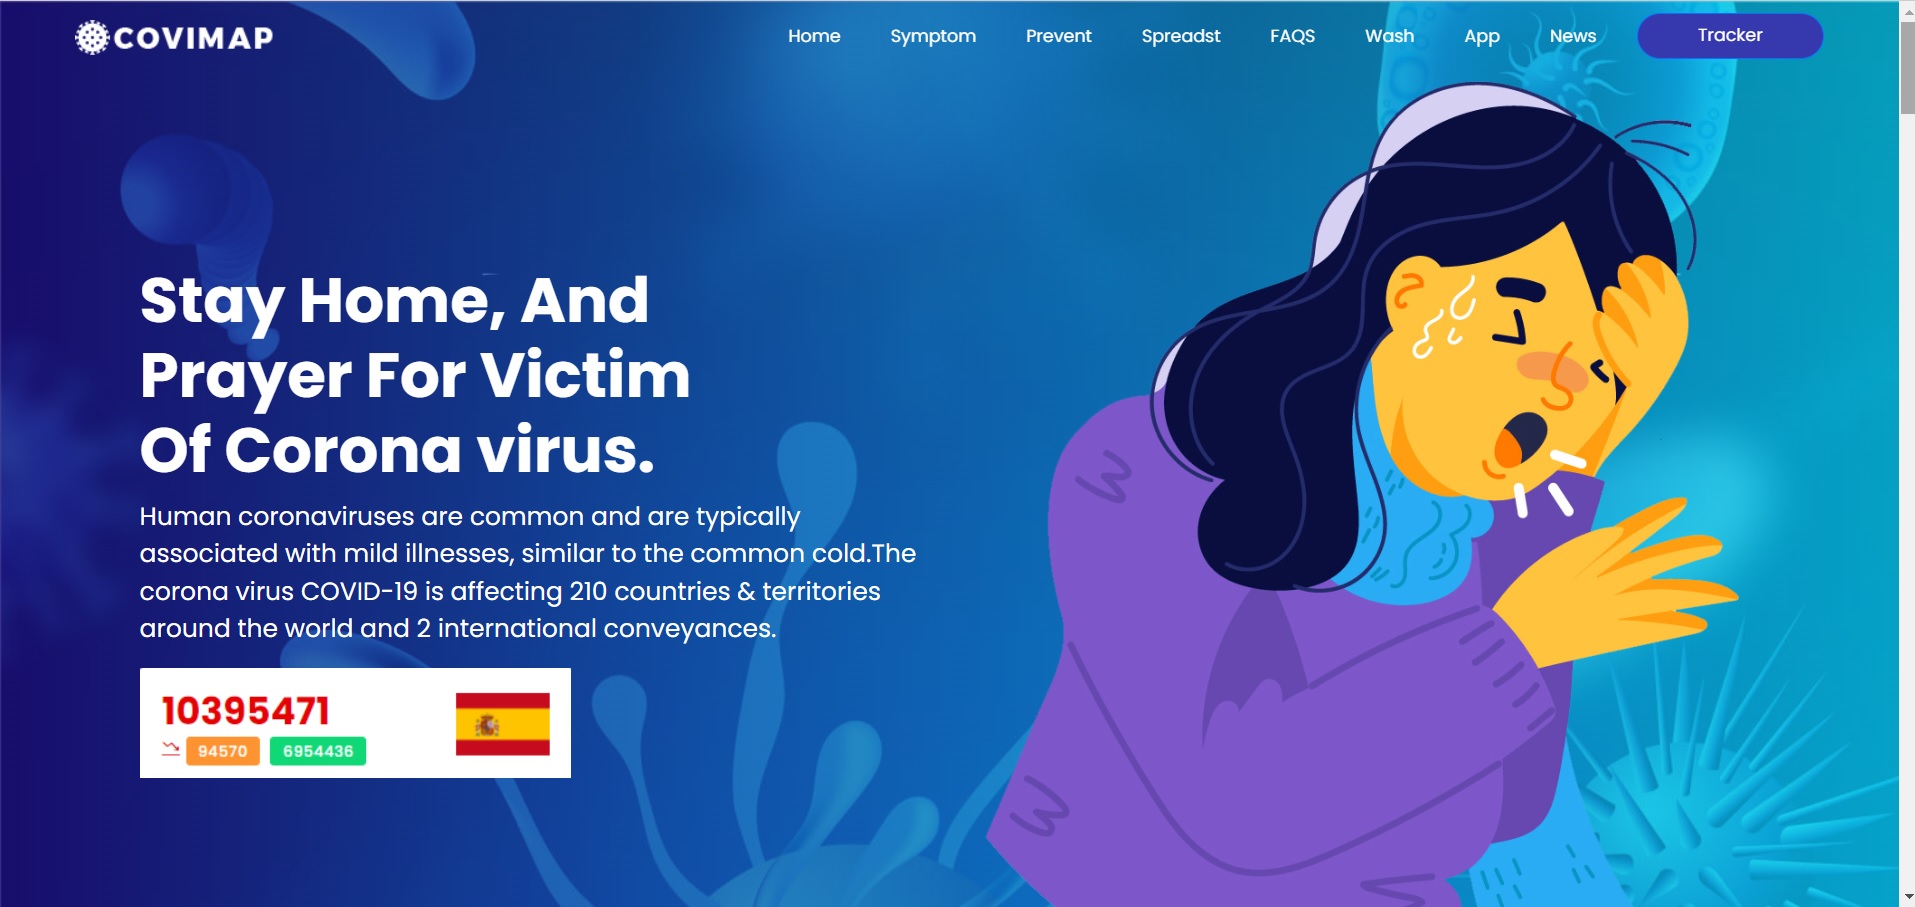 COVIMAP
Home Symptom Prevent Spreadst FAQS Wash App News Tracker
Stay Home, And
Prayer For Victim
Of Corona virus.
Human coronaviruses are common and are typically
associated with mild illnesses, similar to the common cold.The
corona virus COVID-19 is affecting 210 countries & territories
around the world and 2 international conveyances.
10395471
94570 6954436